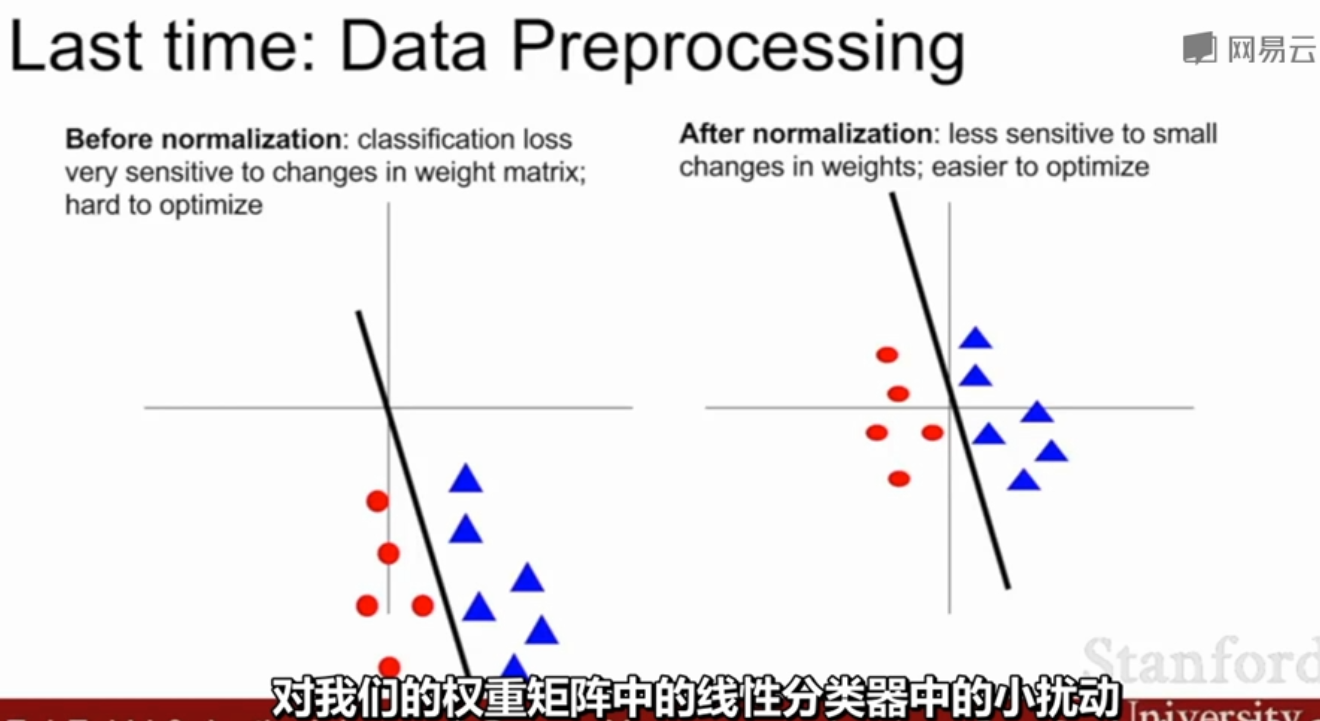 Last time: Data Preprocessing
网易云
Before normalization: classification loss
very sensitive to changes in weight matrix;
hard to optimize
After normalization: less sensitive to small
changes in weights; easier to optimize
Stanford
对我们的权重矩阵中的线性分类器中的小扰动
University